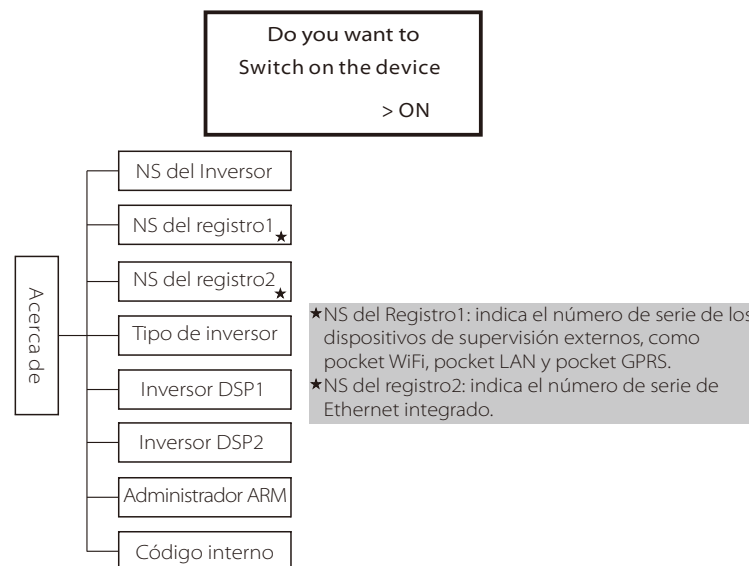 Do you want to
Switch on the device
> ON
NS del Inversor
NS del registro1★
NS del registro2★
Acerca de
Tipo de inversor
Inversor DSP1
Inversor DSP2
Administrador ARM
Código interno
★NS del Registro1: indica el número de serie de los
dispositivos de supervisión externos, como
pocket WiFi, pocket LAN y pocket GPRS.
★NS del registro2: indica el número de serie de
Ethernet integrado.